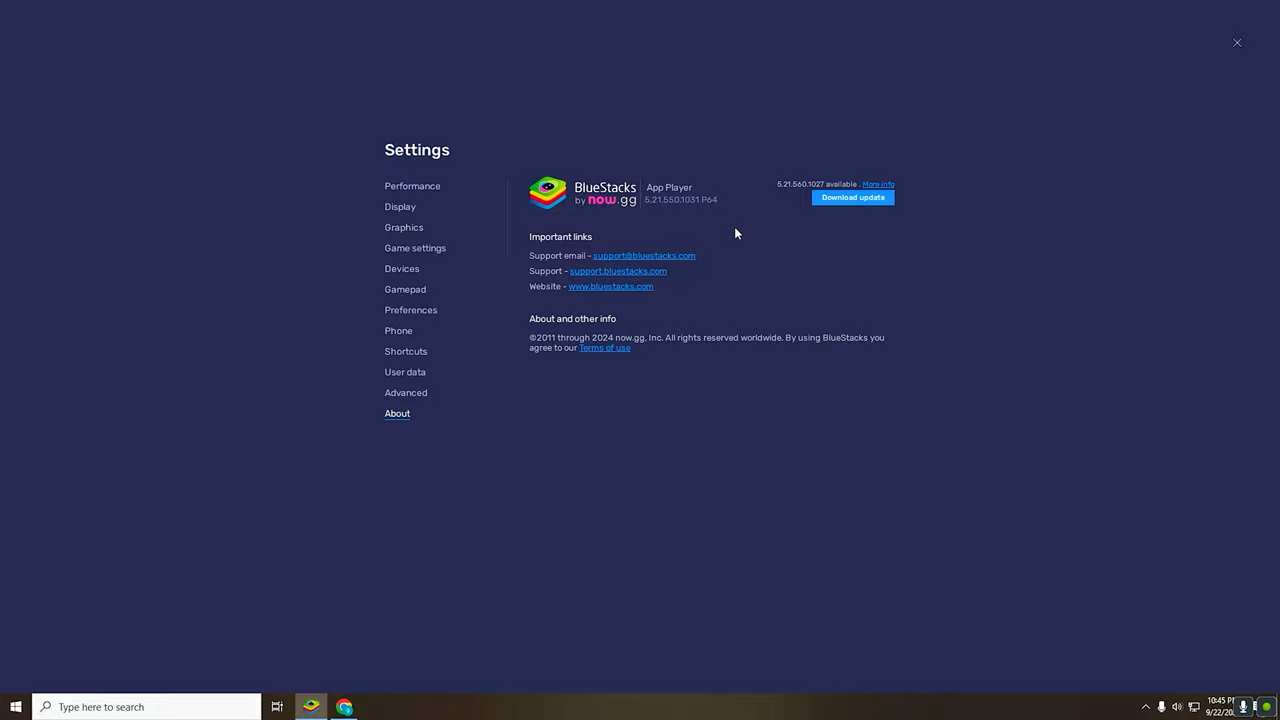 Settings
Performance
Display
Graphics
Game settings
Devices
Gamepad
Preferences
Phone
Shortcuts
User data
Advanced
About
BlueStacks
by now.gg
App Player
5.21.550.1031 P64
5.21.560.1027 available . More info
Download update
Important links
Support email - support@bluestacks.com
Support - support.bluestacks.com
Website - www.bluestacks.com
About and other info
©2011 through 2024 now.gg, Inc. All rights reserved worldwide. By using BlueStacks you
agree to our Terms of use
Type here to search
10:45
9/22/20